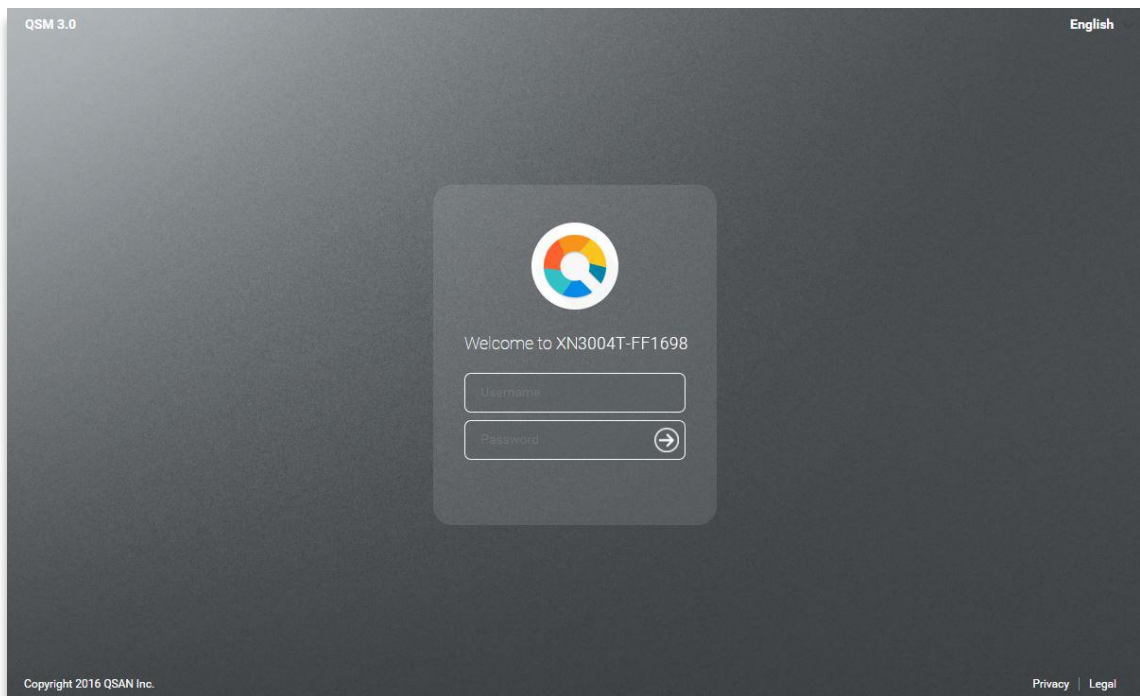 QSM 3.0
English
Welcome to XN3004T-FF1698
Username
Password
Copyright 2016 QSAN Inc.
Privacy | Legal